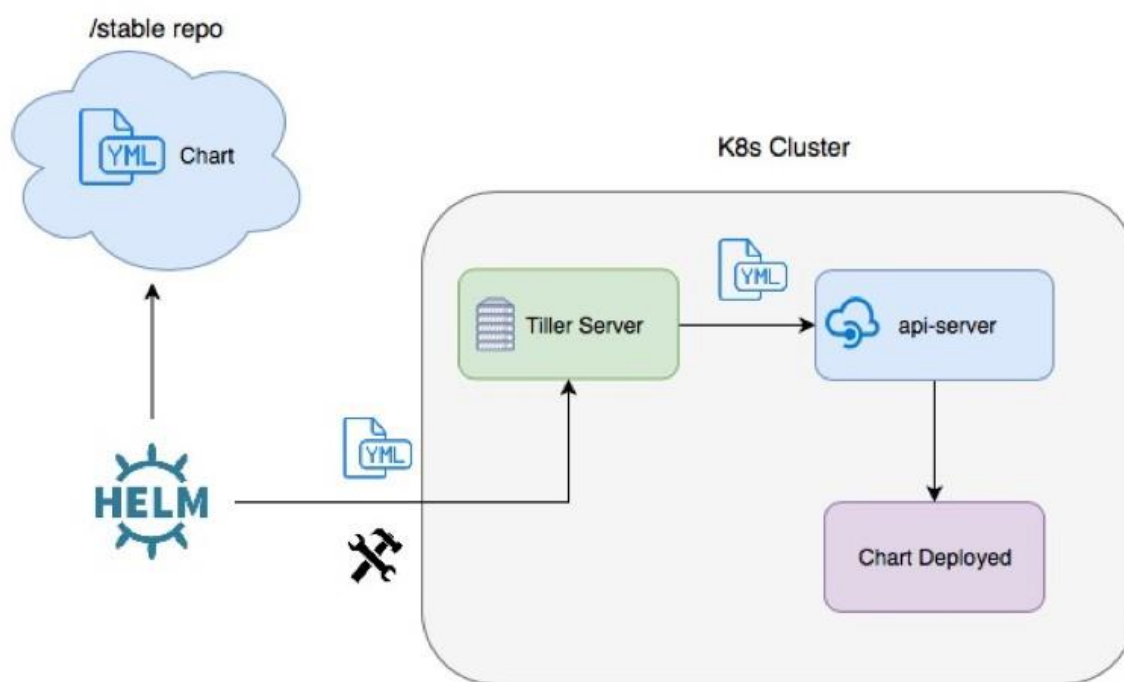 /stable repo
YML
Chart
K8s Cluster
YML
Tiller Server
api-server
YML
HELM
Chart Deployed